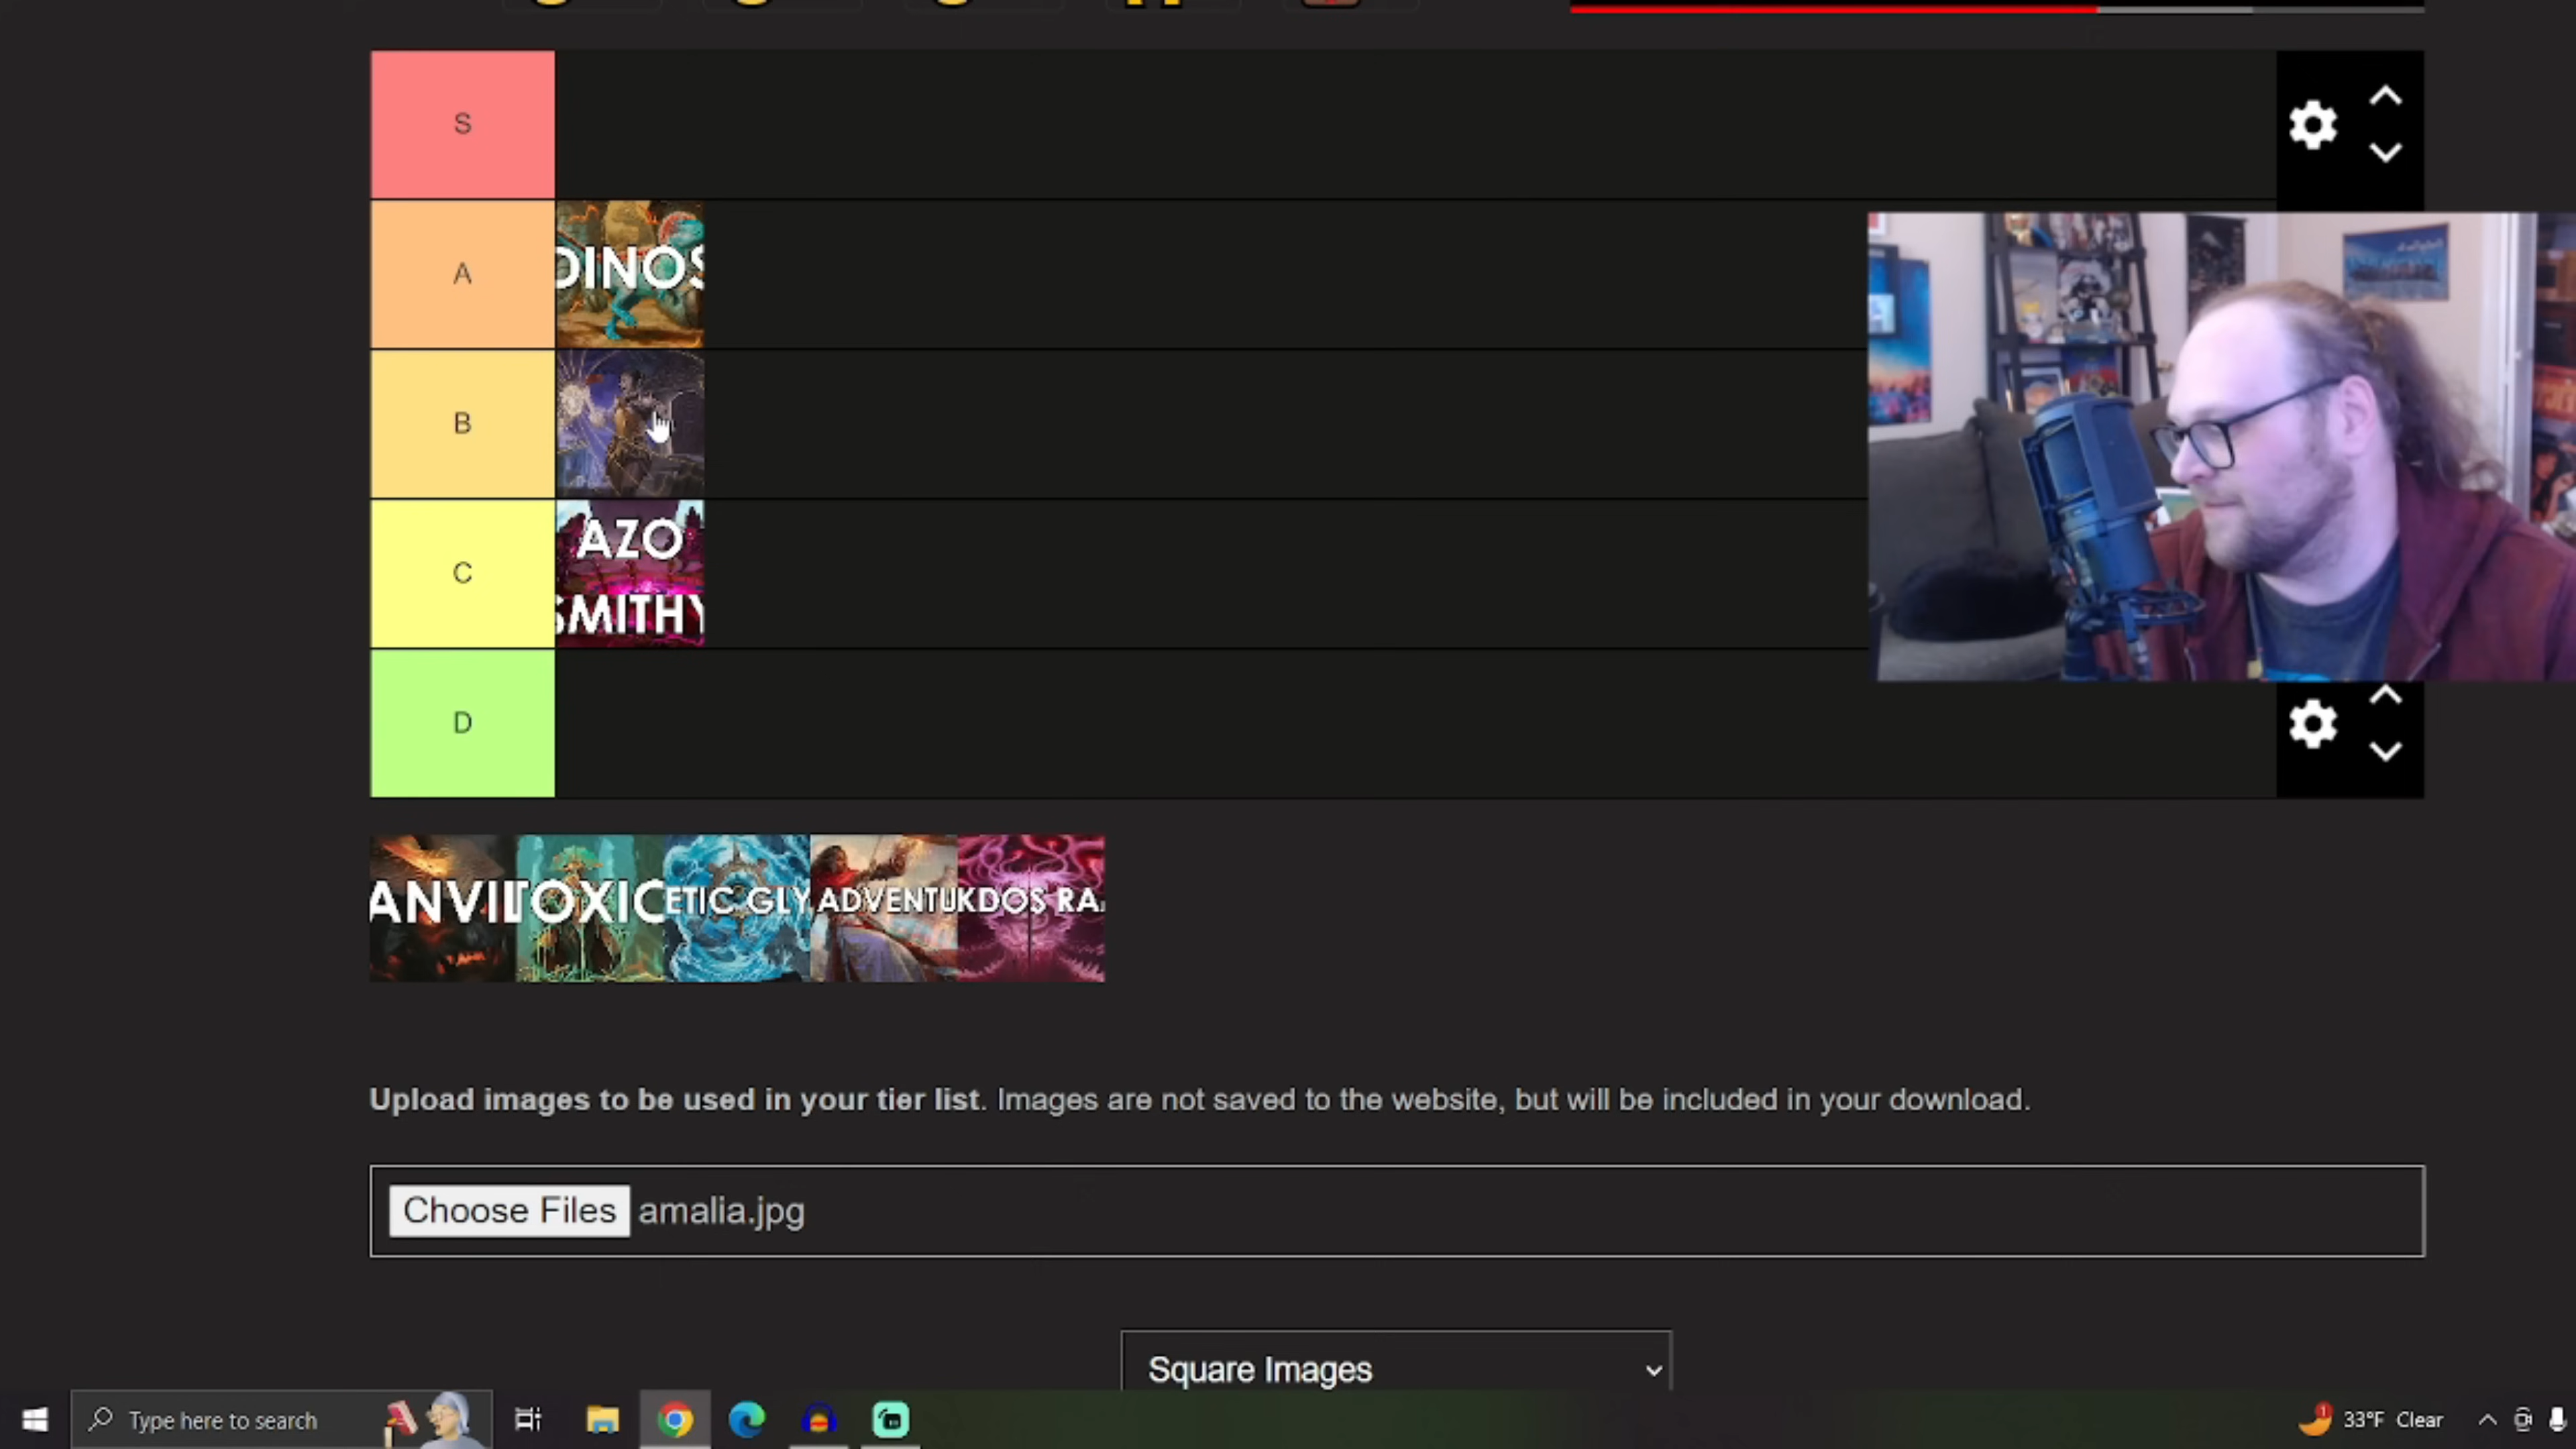 S
A
DINOS
B
C
AZO
SMITHY
D
ANVIL
TOXIC
ETIC GLY
ADVENTU
KDOS RA
Upload images to be used in your tier list. Images are not saved to the website, but will be included in your download.
Choose Files amalia.jpg
Square Images
Type here to search
1
33°F Clear